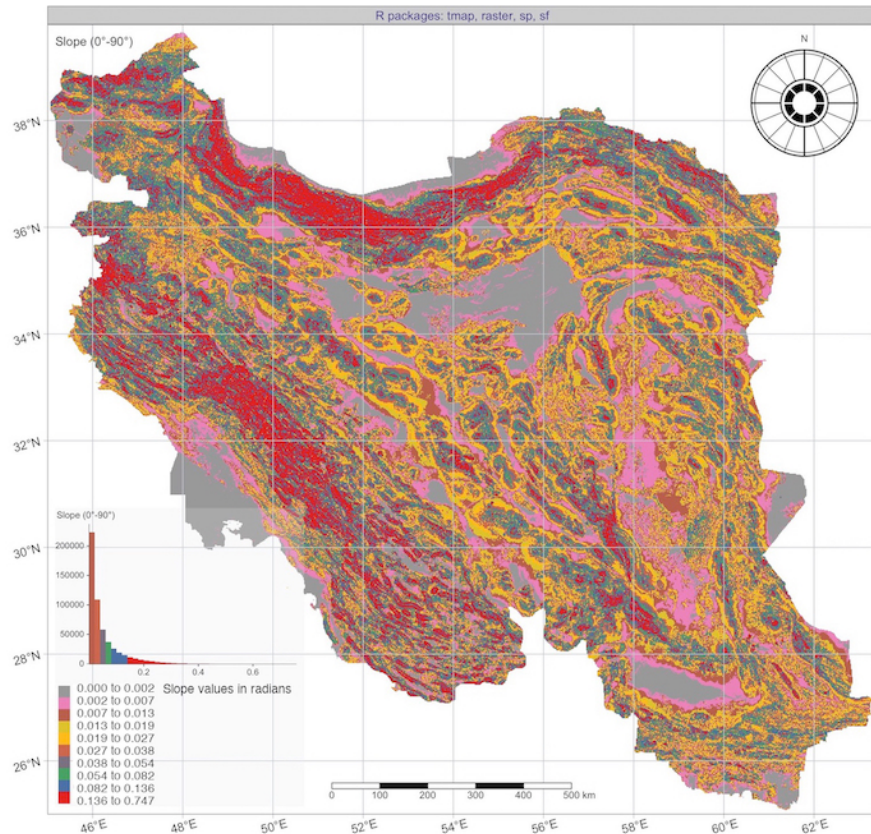 R packages: tmap, raster, sp, sf
Slope (0°-90°)
N
38°N
36°N
34°N
32°N
30°N
28°N
26°N
Slope (0°-90°)
200000
150000
100000
50000
0
0.2
0.4
0.6
Slope values in radians
0.000 to 0.002
0.002 to 0.007
0.007 to 0.013
0.013 to 0.019
0.019 to 0.027
0.027 to 0.038
0.038 to 0.054
0.054 to 0.082
0.082 to 0.136
0.136 to 0.747
0 100 200 300 400 500 km
46°E 48°E 50°E 52°E 54°E 56°E 58°E 60°E 62°E